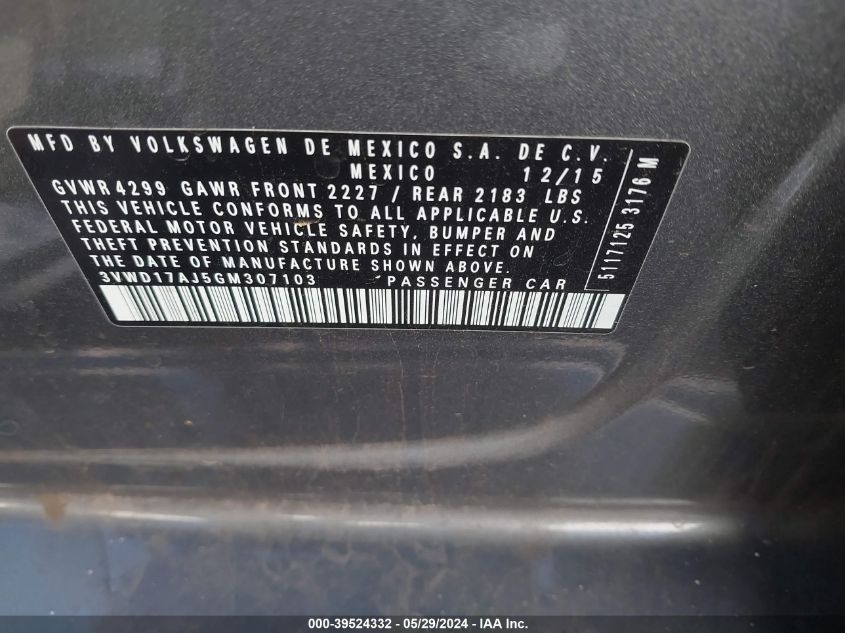 MFD BY VOLKSWAGEN DE MEXICO S.A. DE C.V.
MEXICO 12/15
GVWR 4299 GAWR FRONT 2227 / REAR 2183 LBS
THIS VEHICLE CONFORMS TO ALL APPLICABLE U.S.
FEDERAL MOTOR VEHICLE SAFETY, BUMPER AND
THEFT PREVENTION STANDARDS IN EFFECT ON
THE DATE OF MANUFACTURE SHOWN ABOVE.
3VWD17AJ5GM307103 PASSENGER CAR
5117125 3176 M
000-39524332 - 05/29/2024 - IAA Inc.